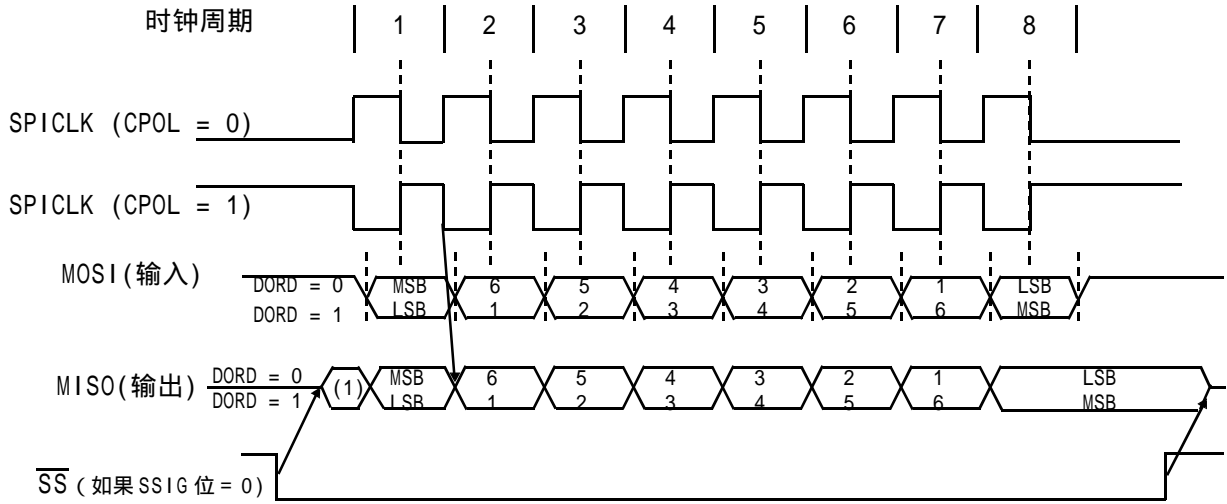 时钟周期 1 2 3 4 5 6 7 8
SPICLK (CPOL = 0)
SPICLK (CPOL = 1)
MOSI(输入)
DORD = 0 MSB 6 5 4 3 2 1 LSB
DORD = 1 LSB 1 2 3 4 5 6 MSB
MISO(输出)
DORD = 0 (1) MSB 6 5 4 3 2 1 LSB
DORD = 1 LSB 1 2 3 4 5 6 MSB
SS (如果 SSIG 位 = 0)